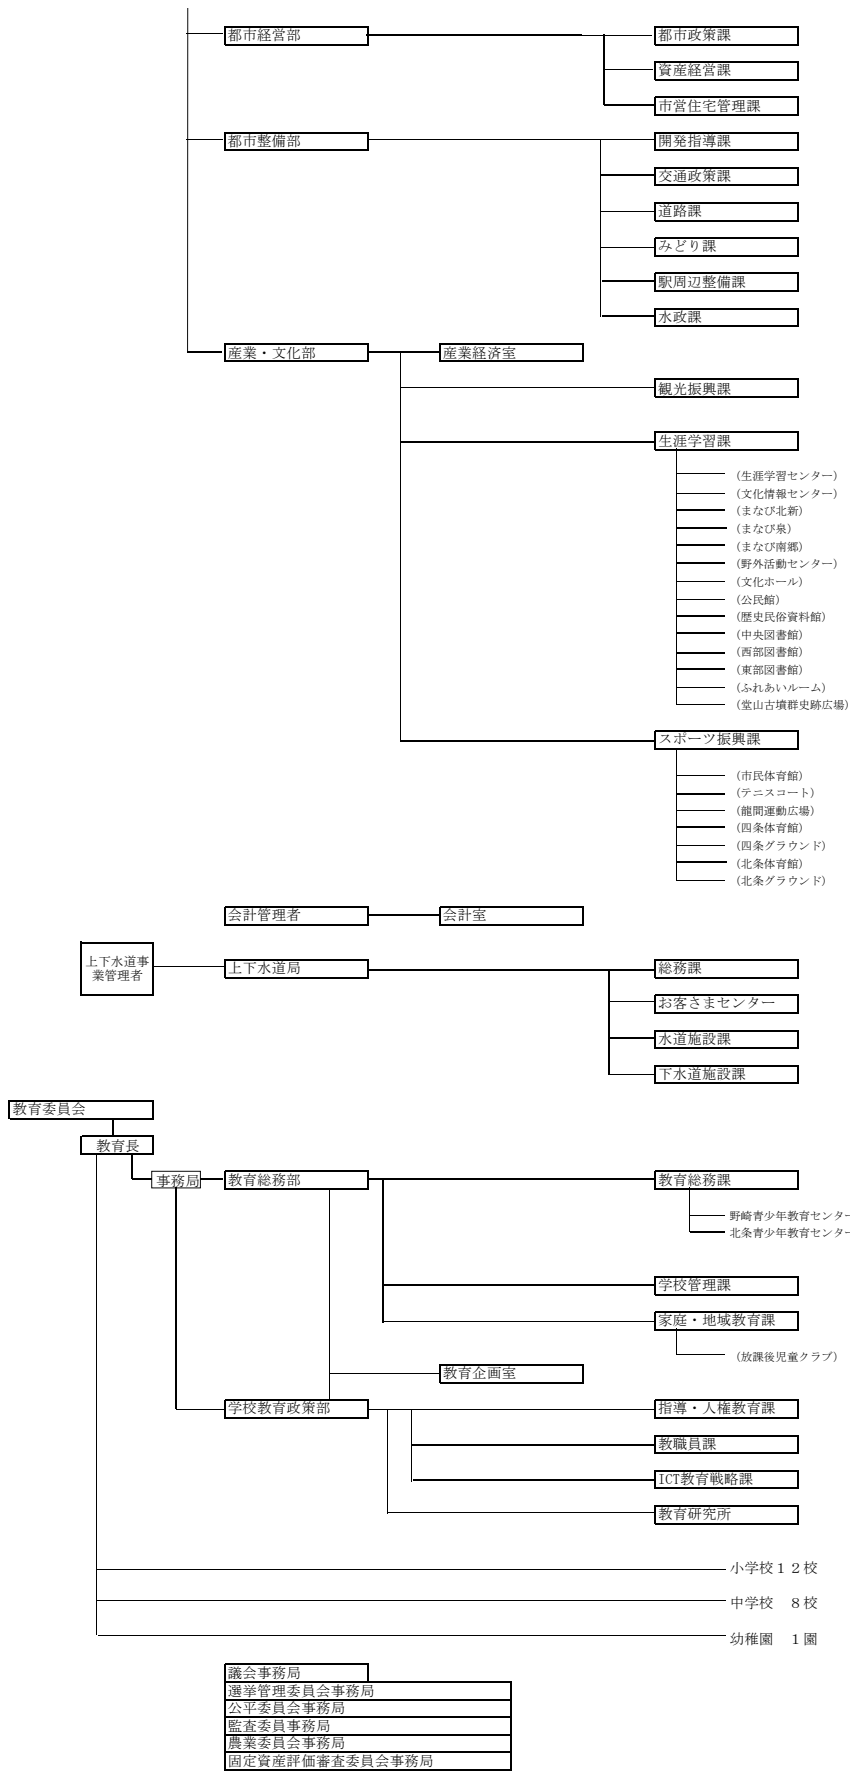 都市経営部
都市政策課
資産経営課
市営住宅管理課
都市整備部
開発指導課
交通政策課
道路課
みどり課
駅周辺整備課
水政課
産業・文化部
産業経済室
観光振興課
生涯学習課
（生涯学習センター）
（文化情報センター）
（まなび北新）
（まなび泉）
（まなび南郷）
（野外活動センター）
（文化ホール）
（公民館）
（歴史民俗資料館）
（中央図書館）
（西部図書館）
（東部図書館）
（ふれあいルーム）
（堂山古墳群史跡広場）
スポーツ振興課
（市民体育館）
（テニスコート）
（龍間運動広場）
（四条体育館）
（四条グラウンド）
（北条体育館）
（北条グラウンド）
会計管理者
会計室
上下水道事
業管理者
上下水道局
総務課
お客さまセンター
水道施設課
下水道施設課
教育委員会
教育長
事務局
教育総務部
教育総務課
野崎青少年教育センター
北条青少年教育センター
学校管理課
家庭・地域教育課
（放課後児童クラブ）
教育企画室
学校教育政策部
指導・人権教育課
教職員課
ICT教育戦略課
教育研究所
小学校１２校
中学校　８校
幼稚園　１園
議会事務局
選挙管理委員会事務局
公平委員会事務局
監査委員事務局
農業委員会事務局
固定資産評価審査委員会事務局